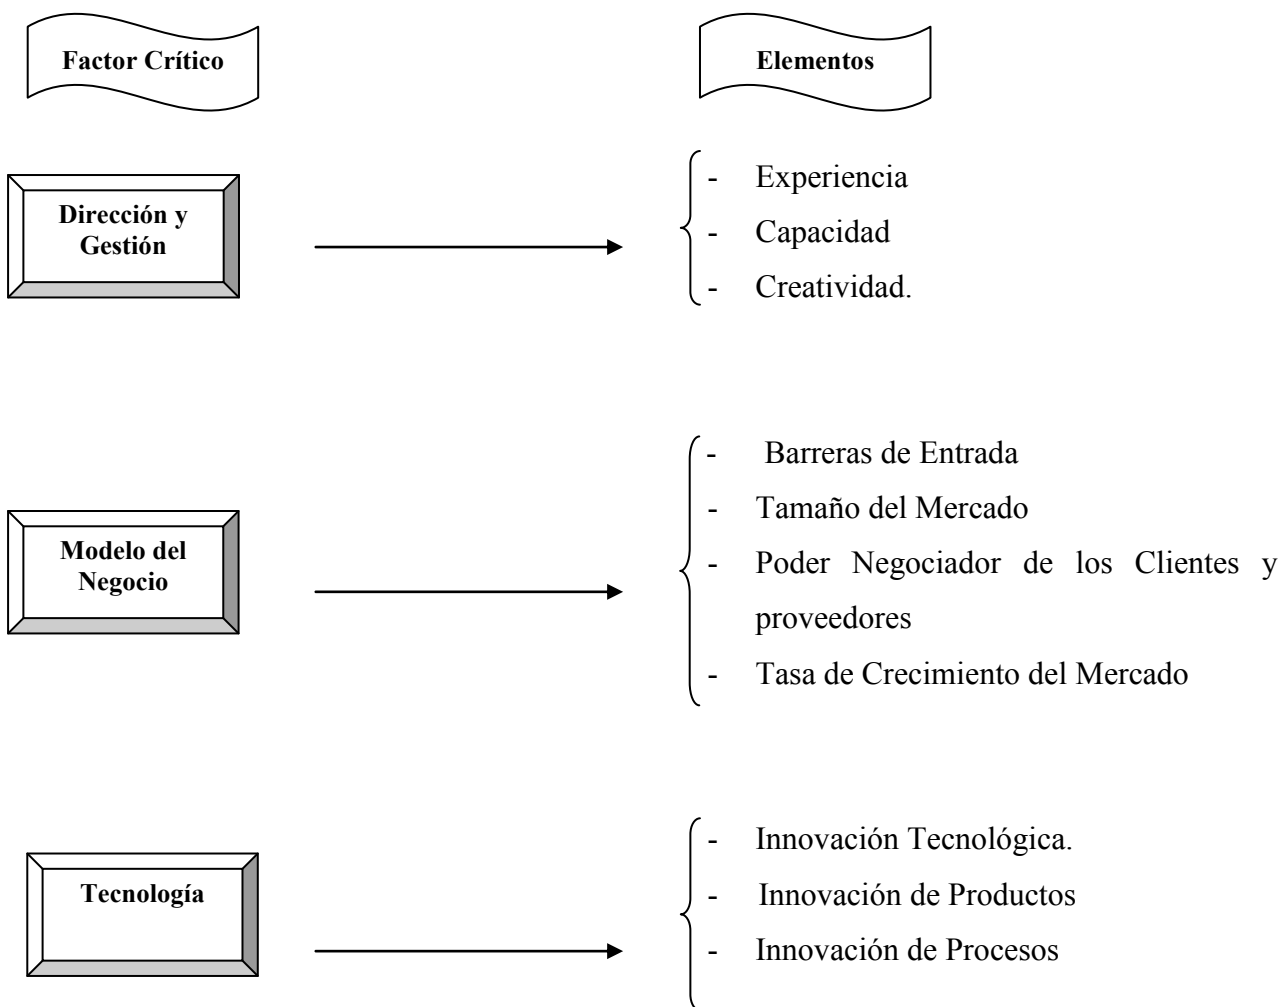 Factor Crítico
Elementos
Dirección y
Gestión
- Experiencia
- Capacidad
- Creatividad.
Modelo del
Negocio
- Barreras de Entrada
- Tamaño del Mercado
- Poder Negociador de los Clientes y
proveedores
- Tasa de Crecimiento del Mercado
Tecnología
- Innovación Tecnológica.
- Innovación de Productos
- Innovación de Procesos